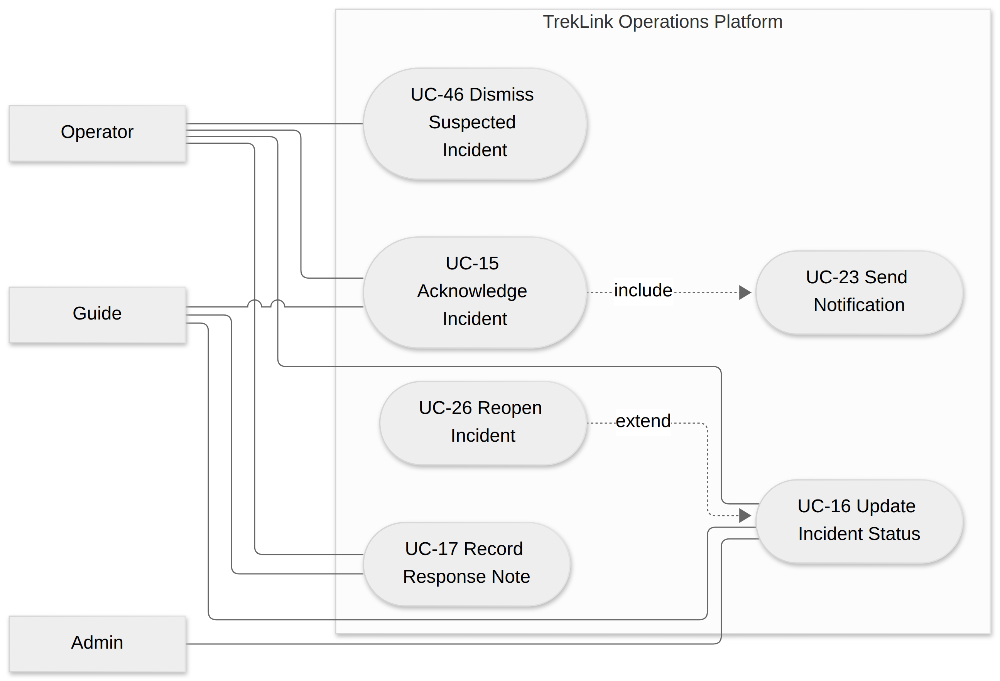 TrekLink Operations Platform
UC-46 Dismiss
Suspected
Incident
Operator
UC-15
Acknowledge
Incident
include
UC-23 Send
Notification
Guide
UC-26 Reopen
Incident
extend
UC-16 Update
Incident Status
UC-17 Record
Response Note
Admin